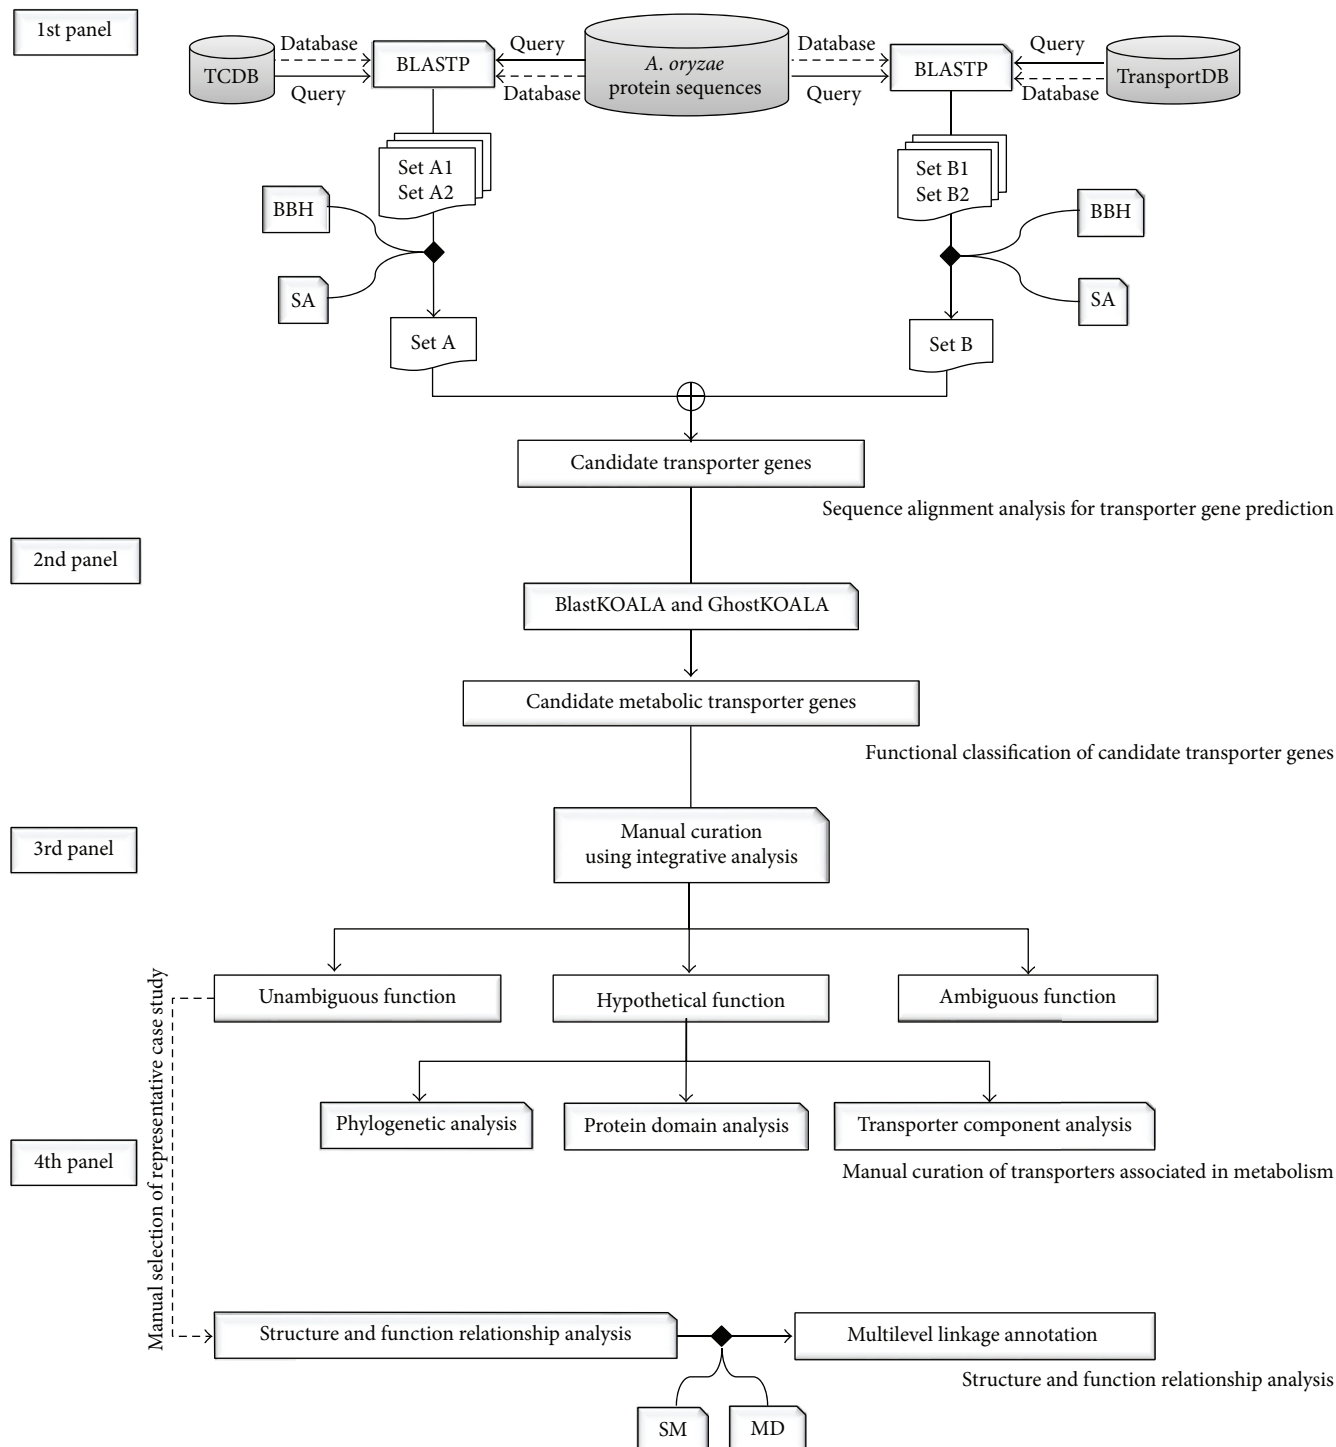 1st panel
TCDB
Database
Query
BLASTP
Query
Database
A. oryzae
protein sequences
Database
Query
BLASTP
Query
Database
TransportDB
Set A1
Set A2
BBH
SA
Set A
Set B1
Set B2
BBH
SA
Set B
Candidate transporter genes
Sequence alignment analysis for transporter gene prediction
2nd panel
BlastKOALA and GhostKOALA
Candidate metabolic transporter genes
Functional classification of candidate transporter genes
3rd panel
Manual curation
using integrative analysis
Unambiguous function
Hypothetical function
Ambiguous function
Phylogenetic analysis
Protein domain analysis
Transporter component analysis
Manual curation of transporters associated in metabolism
4th panel
Manual selection of representative case study
Structure and function relationship analysis
Multilevel linkage annotation
Structure and function relationship analysis
SM
MD